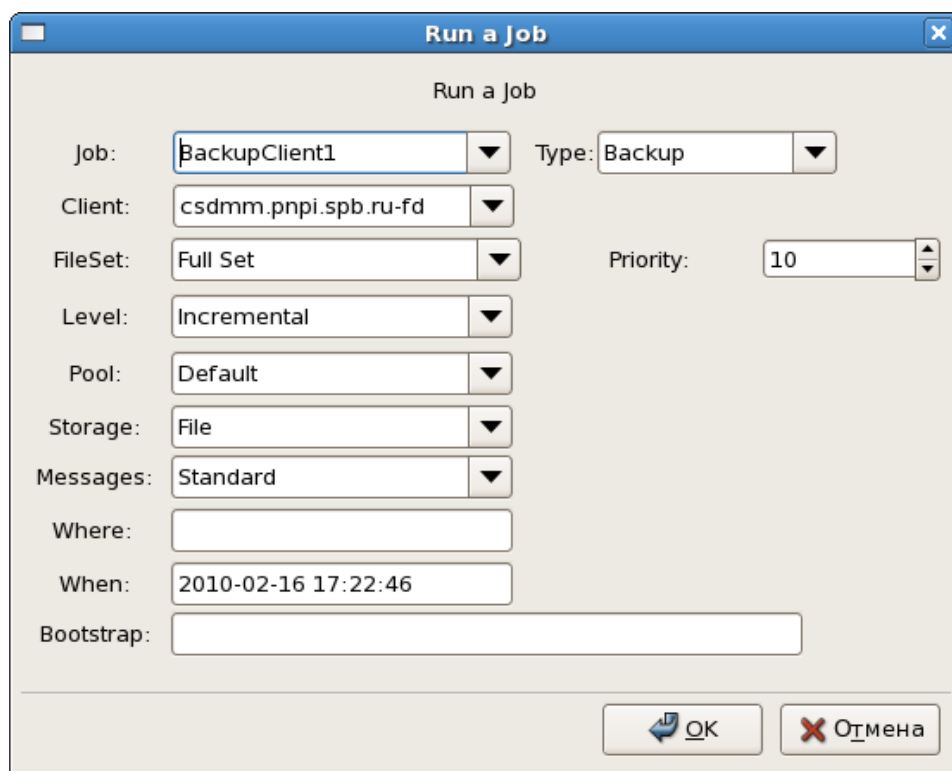 Run a Job
Run a Job
Job: BackupClient1 Type: Backup
Client: csdmm.pnpi.spb.ru-fd
FileSet: Full Set Priority: 10
Level: Incremental
Pool: Default
Storage: File
Messages: Standard
Where:
When: 2010-02-16 17:22:46
Bootstrap:
OK Отмена